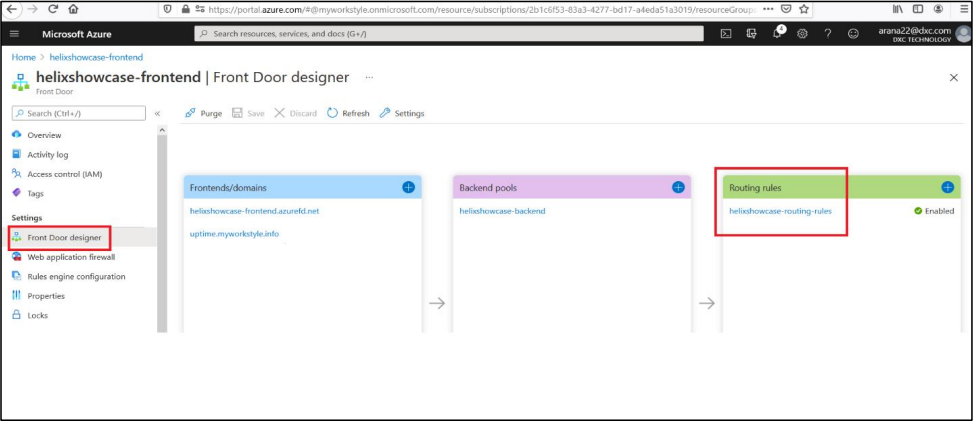 https://portal.azure.com/#@myworkstyle.onmicrosoft.com/resource/subscriptions/2b1c6f53-83a3-4277-bd17-a4eda51a3019/resourceGroup
Microsoft Azure
Search resources, services, and docs (G+/)
4
arana22@dxc.com
DXC TECHNOLOGY
Home > helixshowcase-frontend
helixshowcase-frontend | Front Door designer ...
Front Door
Search (Ctrl+/)
Purge Save Discard Refresh Settings
Overview
Activity log
Access control (IAM)
Tags
Settings
Front Door designer
Web application firewall
Rules engine configuration
Properties
Locks
Frontends/domains
helixshowcase-frontend.azurefd.net
uptime.myworkstyle.info
Backend pools
helixshowcase-backend
Routing rules
helixshowcase-routing-rules Enabled